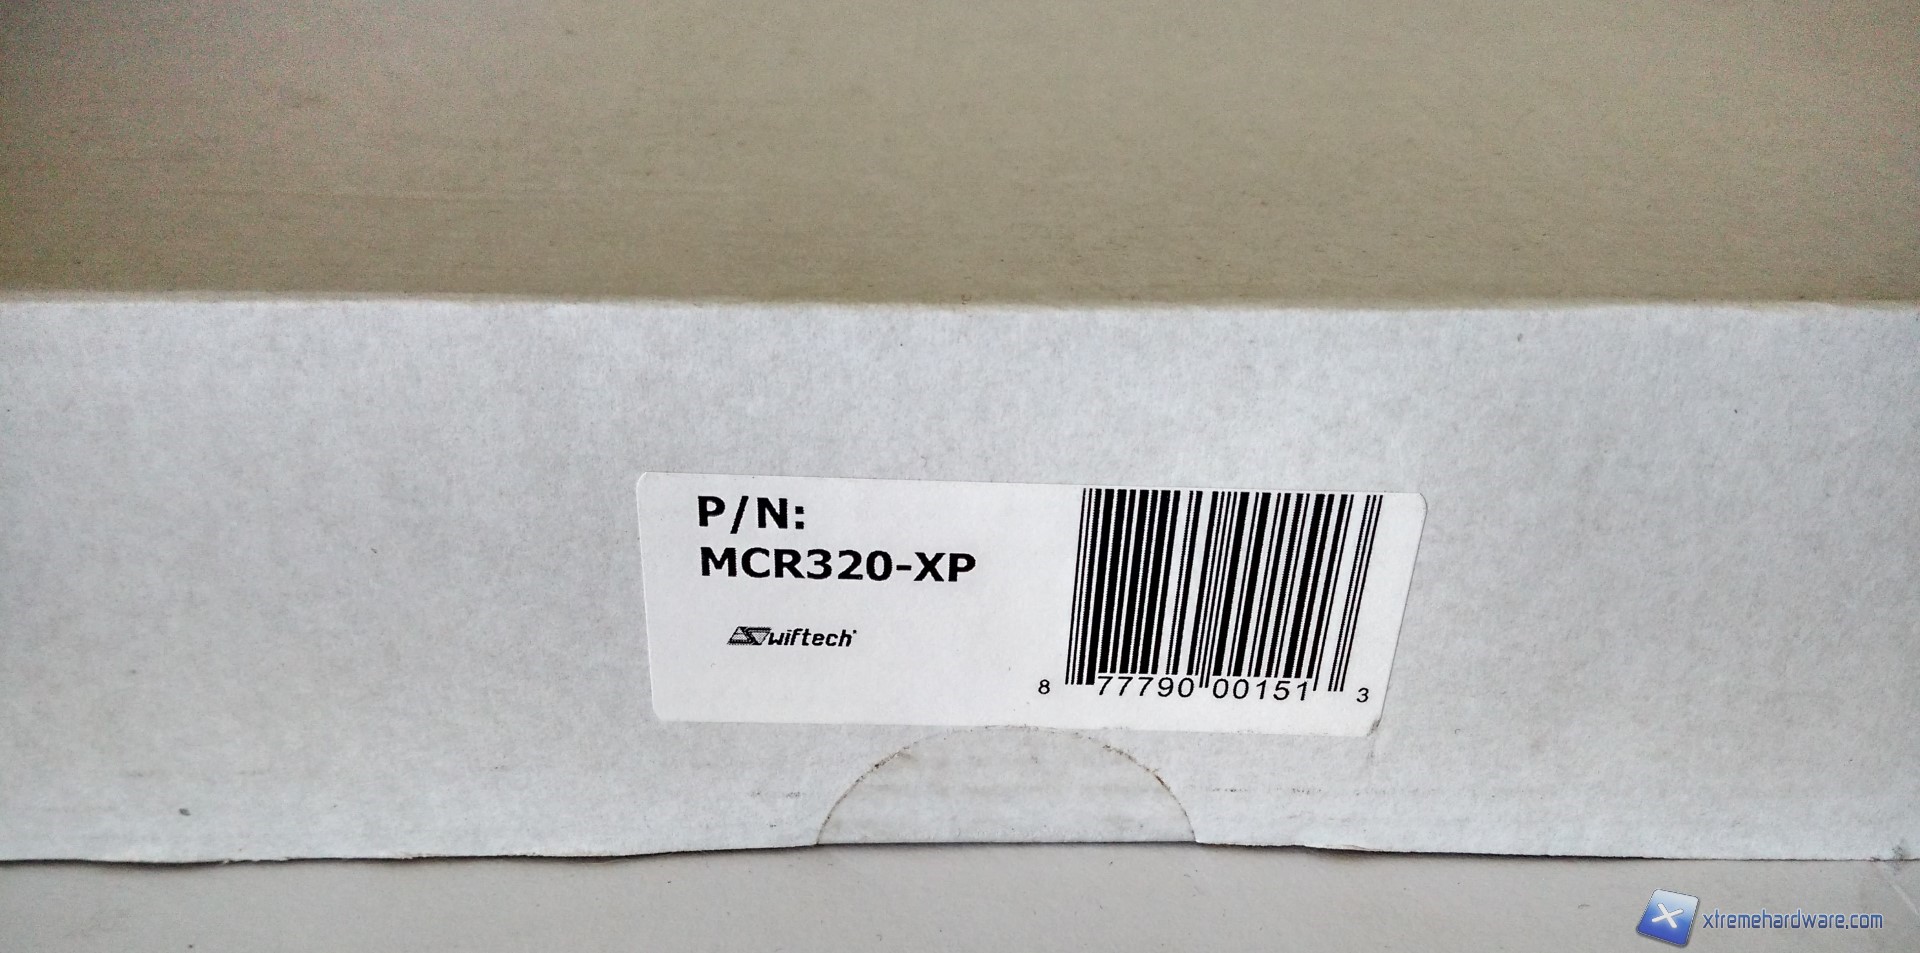 P/N:
MCR320-XP
Swiftech
8 77790 00151 3
xtremehardware.com